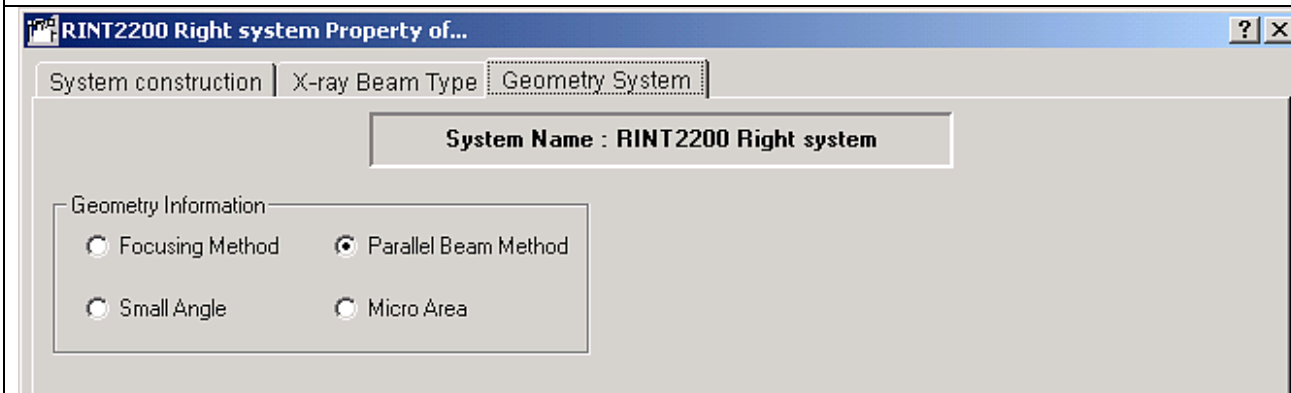 RINT2200 Right system Property of...
System construction X-ray Beam Type Geometry System
System Name : RINT2200 Right system
Geometry Information
Focusing Method Parallel Beam Method
Small Angle Micro Area